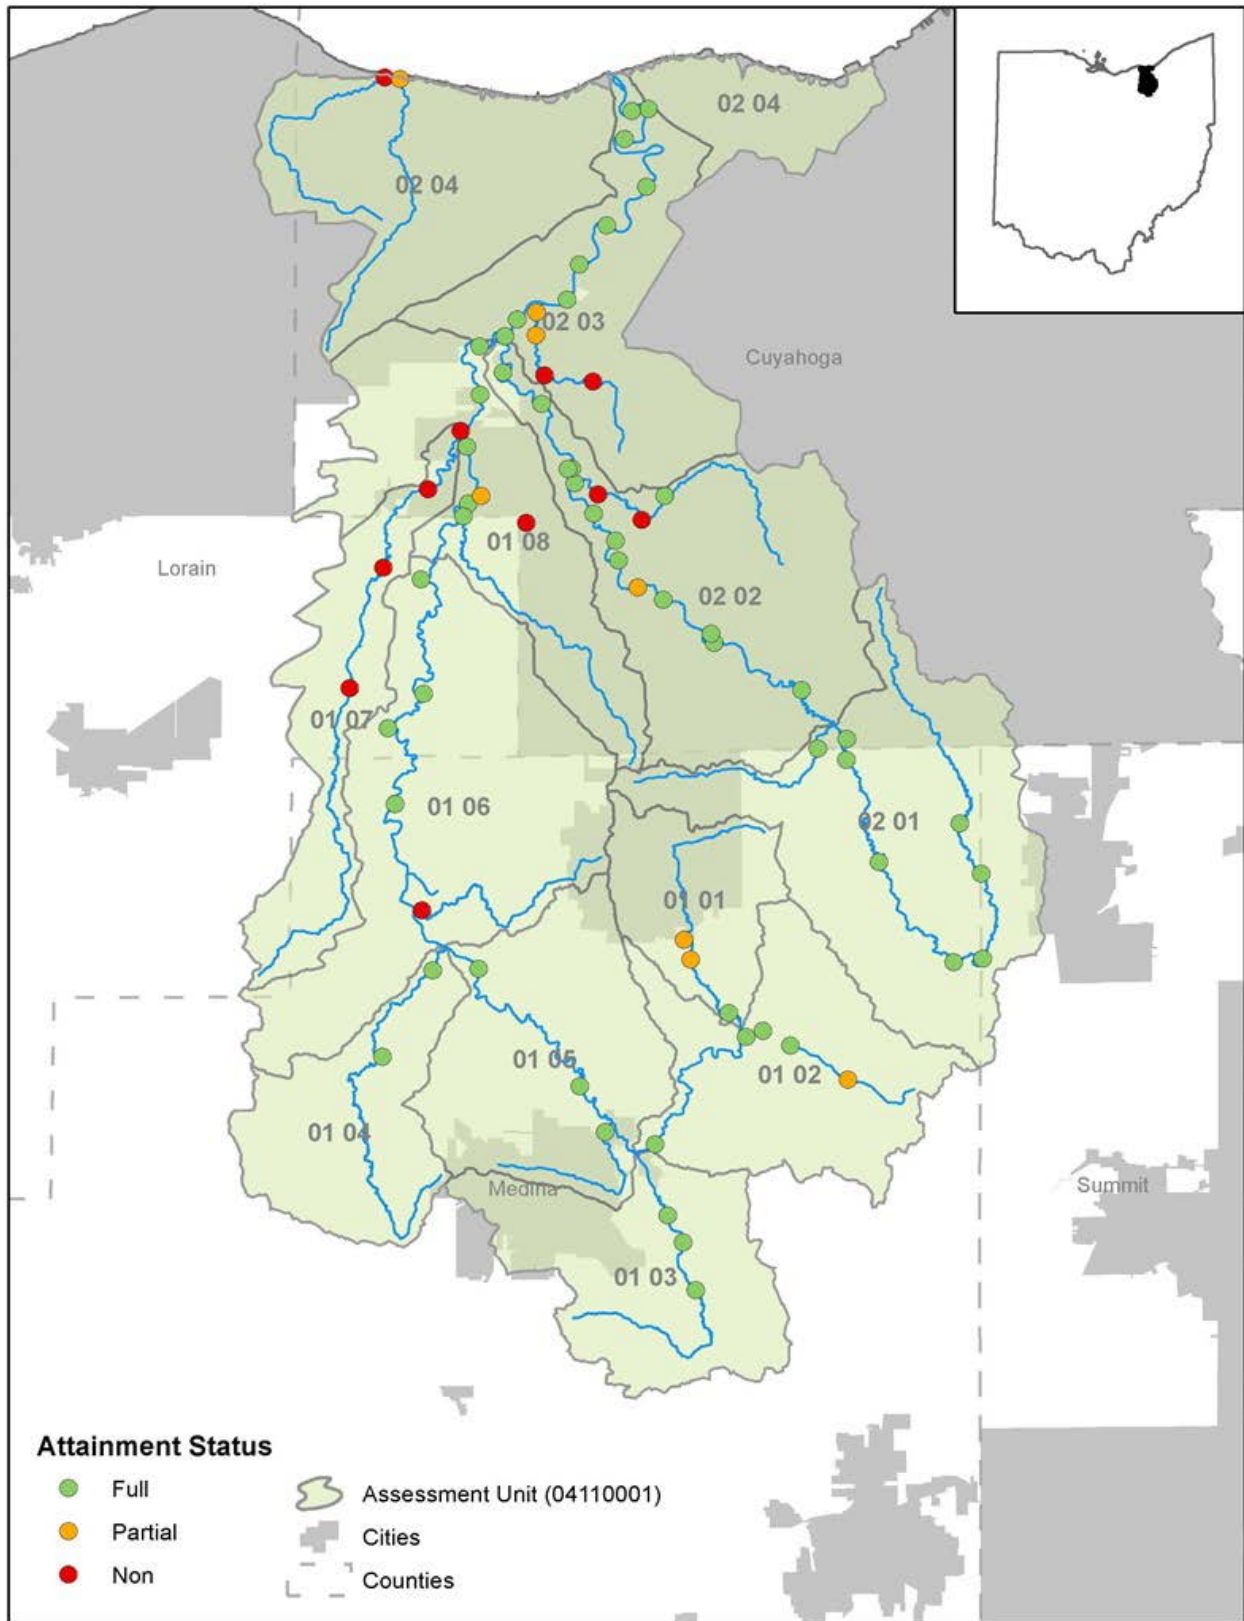 02 04
02 04
02 03
Cuyahoga
01 08
Lorain
02 02
01 07
01 06
02 01
01 01
01 05
01 02
01 04
Medina
Summit
01 03
Attainment Status
Full
Partial
Non
Assessment Unit (04110001)
Cities
Counties